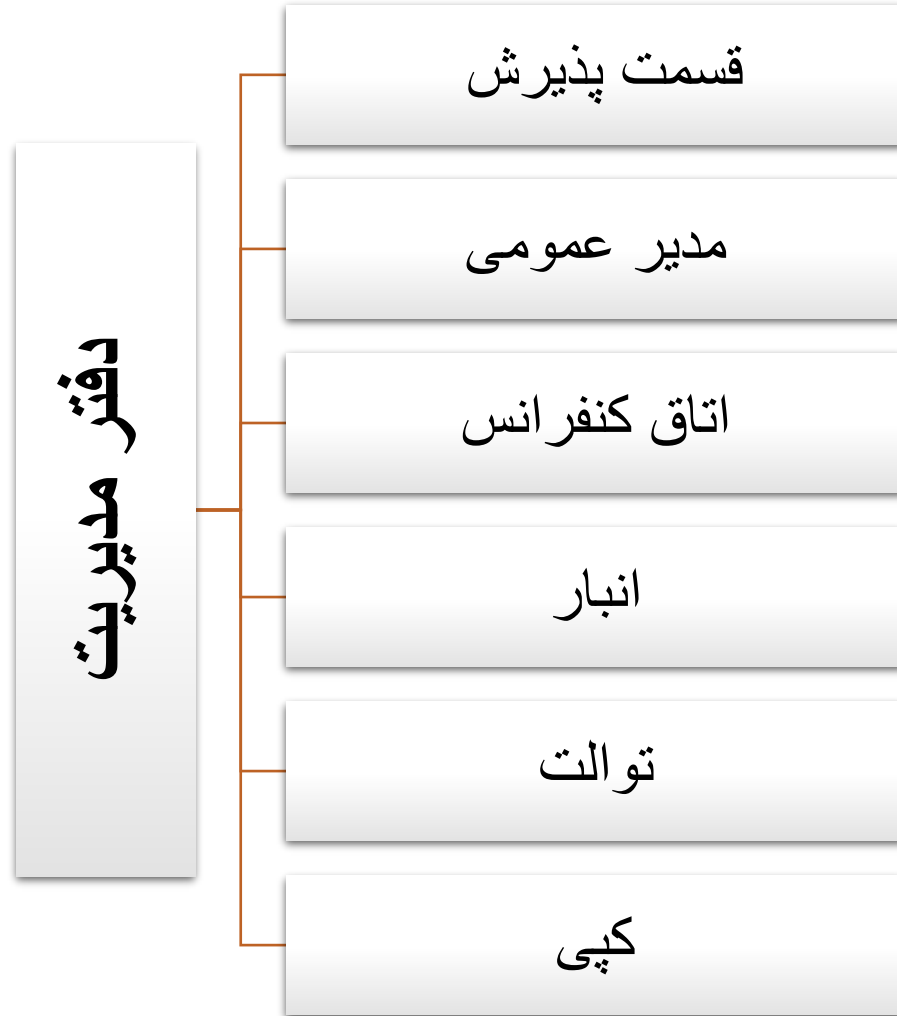 دفتر مدیریت
قسمت پذیرش
مدیر عمومی
اتاق کنفرانس
انبار
توالت
کپی